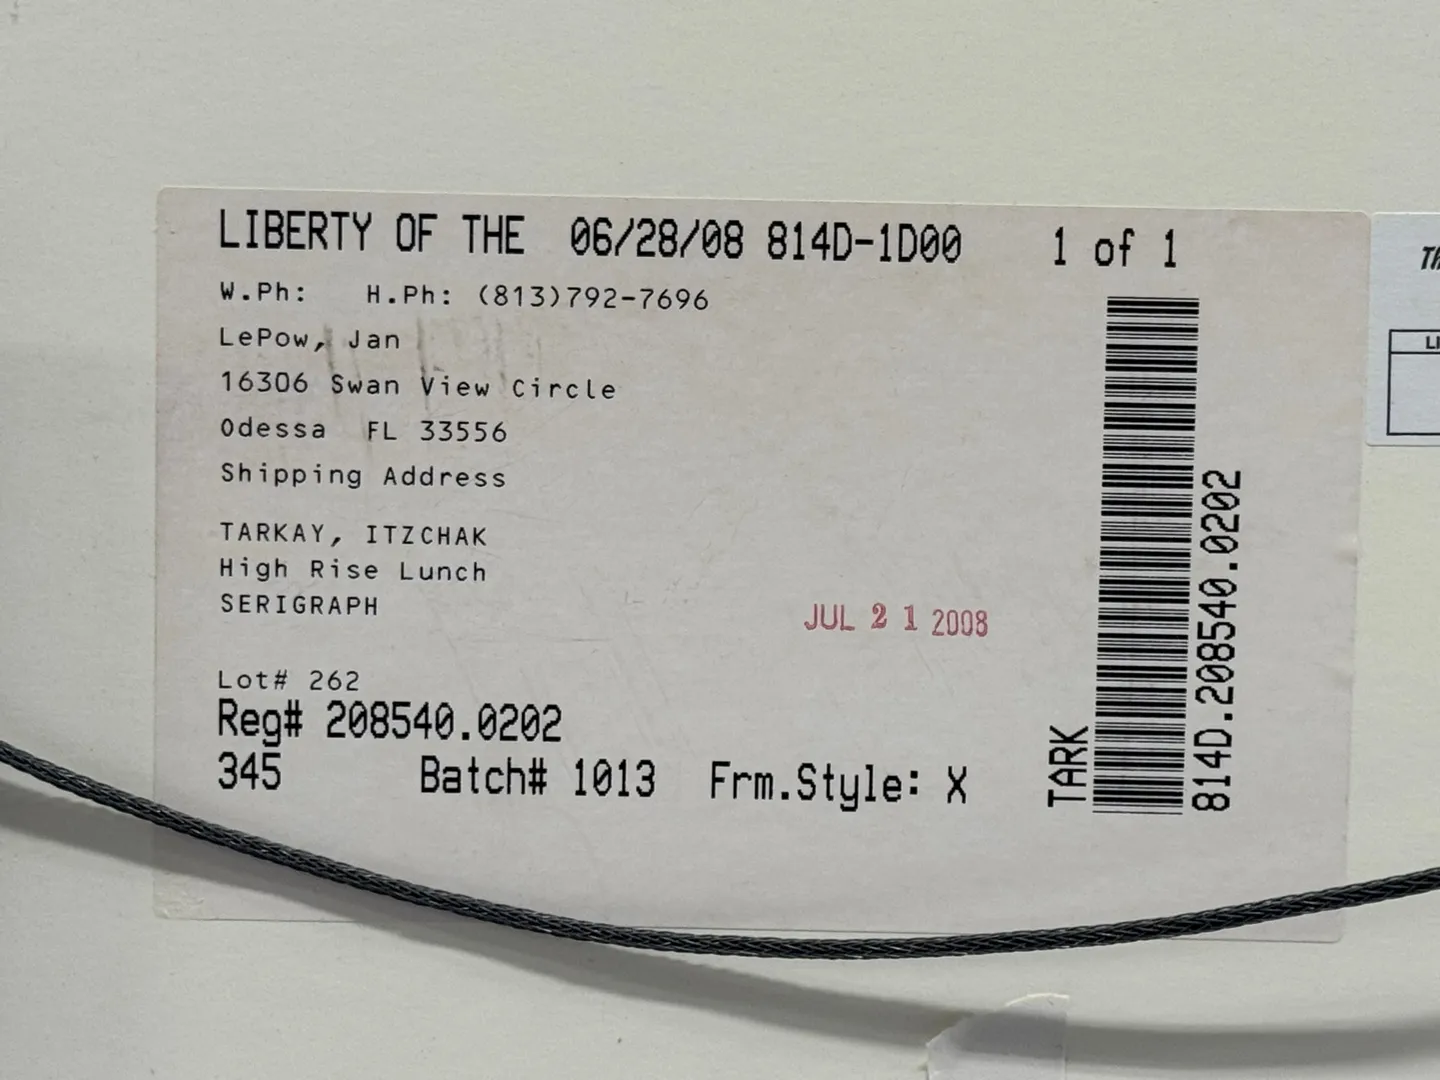 LIBERTY OF THE 06/28/08 814D-1D00 1 of 1
W.Ph: H.Ph: (813)792-7696
LePow, Jan
16306 Swan View Circle
Odessa FL 33556
Shipping Address
TARKAY, ITZCHAK
High Rise Lunch
SERIGRAPH
JUL 21 2008
Lot# 262
Reg# 208540.0202
345 Batch# 1013 Frm.Style: X
TARK
814D.208540.0202